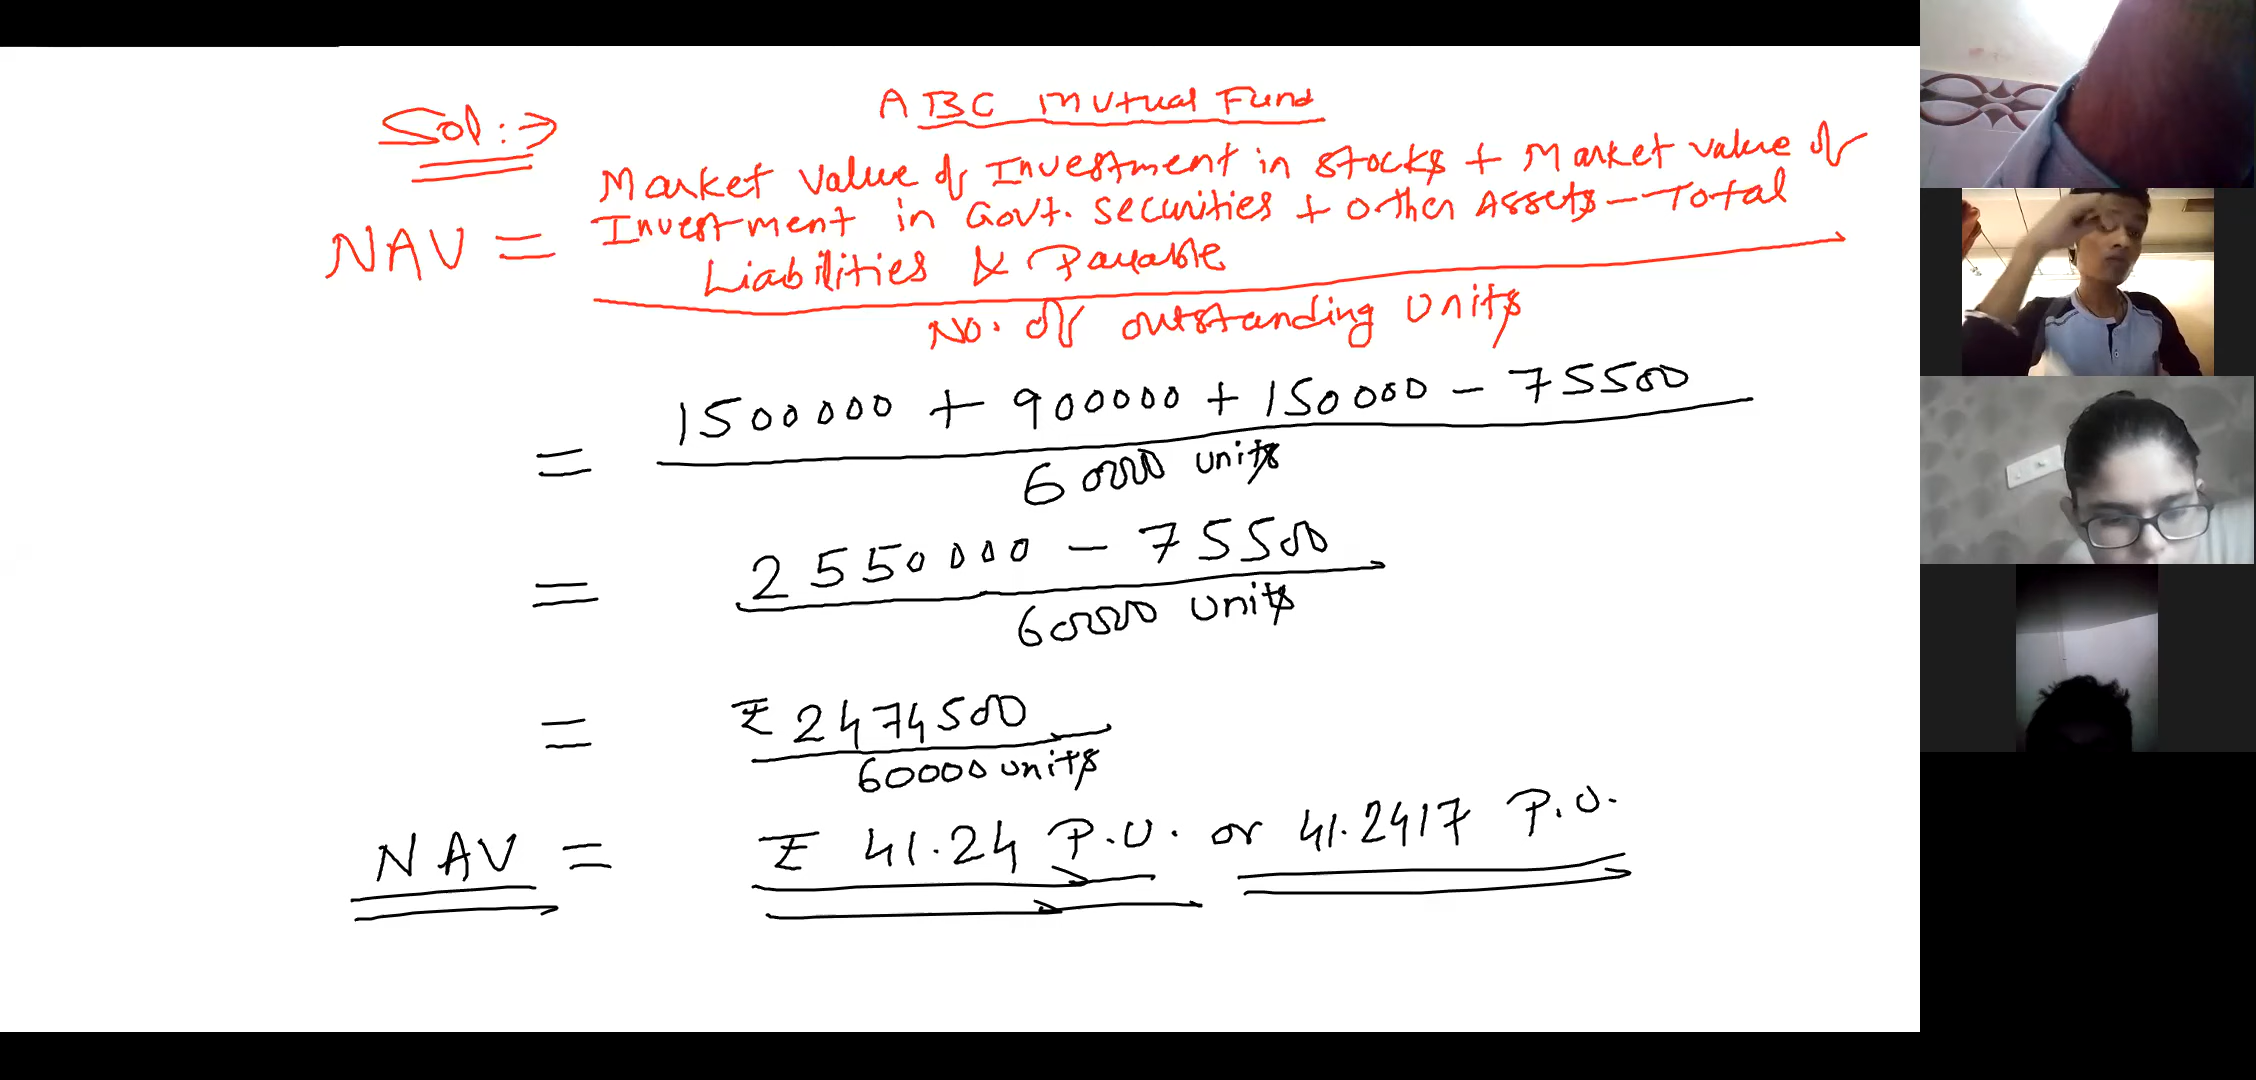 ABC Mutual Fund
Sol :→
Market value of Investment in stocks + Market value of
Investment in Govt. securities + Other Assets - Total
Liabilities & Payable
NAV =
No. of outstanding Units
1500000 + 900000 + 150000 - 75500
=
60000 units
2550000 - 75500
=
60000 units
₹ 2474500
=
60000 units
NAV = ₹ 41.24 P.U. or 41.2417 P.U.